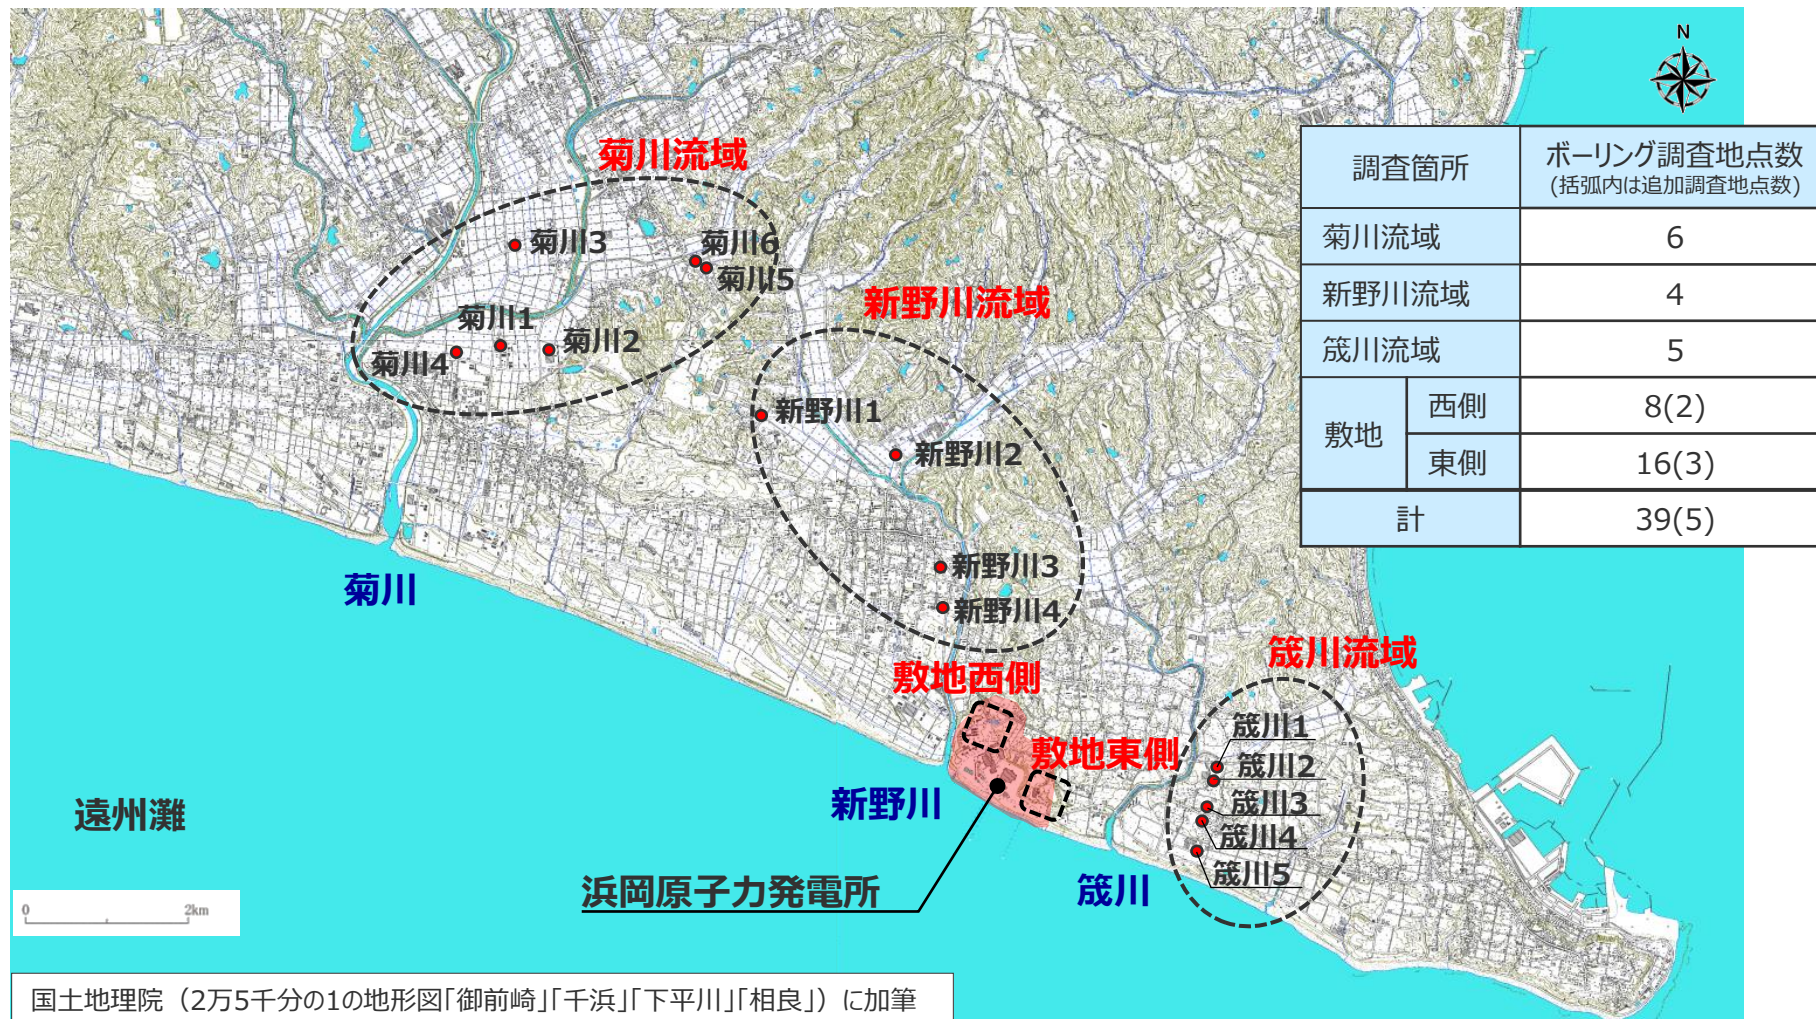 N
調査箇所
ボーリング調査地点数
(括弧内は追加調査地点数)
菊川流域
6
新野川流域
4
筬川流域
5
敷地
西側
8(2)
東側
16(3)
計
39(5)
菊川流域
菊川3
菊川6
菊川5
菊川1
菊川2
菊川4
新野川流域
新野川1
新野川2
新野川3
新野川4
菊川
敷地西側
敷地東側
筬川流域
筬川1
筬川2
筬川3
筬川4
筬川5
新野川
遠州灘
浜岡原子力発電所
筬川
0 2km
国土地理院（2万5千分の1の地形図｢御前崎｣｢千浜｣｢下平川｣｢相良｣）に加筆